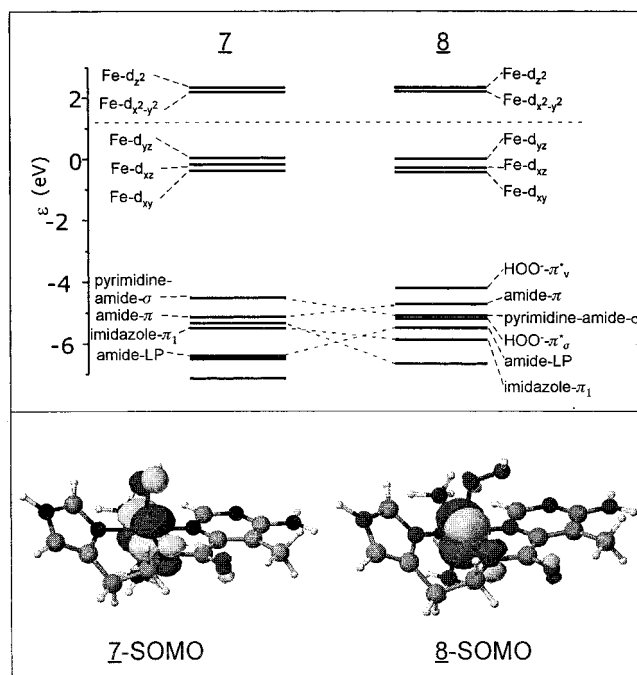 7 8
Fe-dz2
Fe-dx2-y2
Fe-dyz
Fe-dxz
Fe-dxy
pyrimidine-
amide-σ
amide-π
imidazole-π1
amide-LP
ε (eV)
2
0
-2
-4
-6
Fe-dz2
Fe-dx2-y2
Fe-dyz
Fe-dxz
Fe-dxy
HOO--π*v
amide-π
pyrimidine-amide-σ
HOO--π*σ
amide-LP
imidazole-π1
7-SOMO 8-SOMO